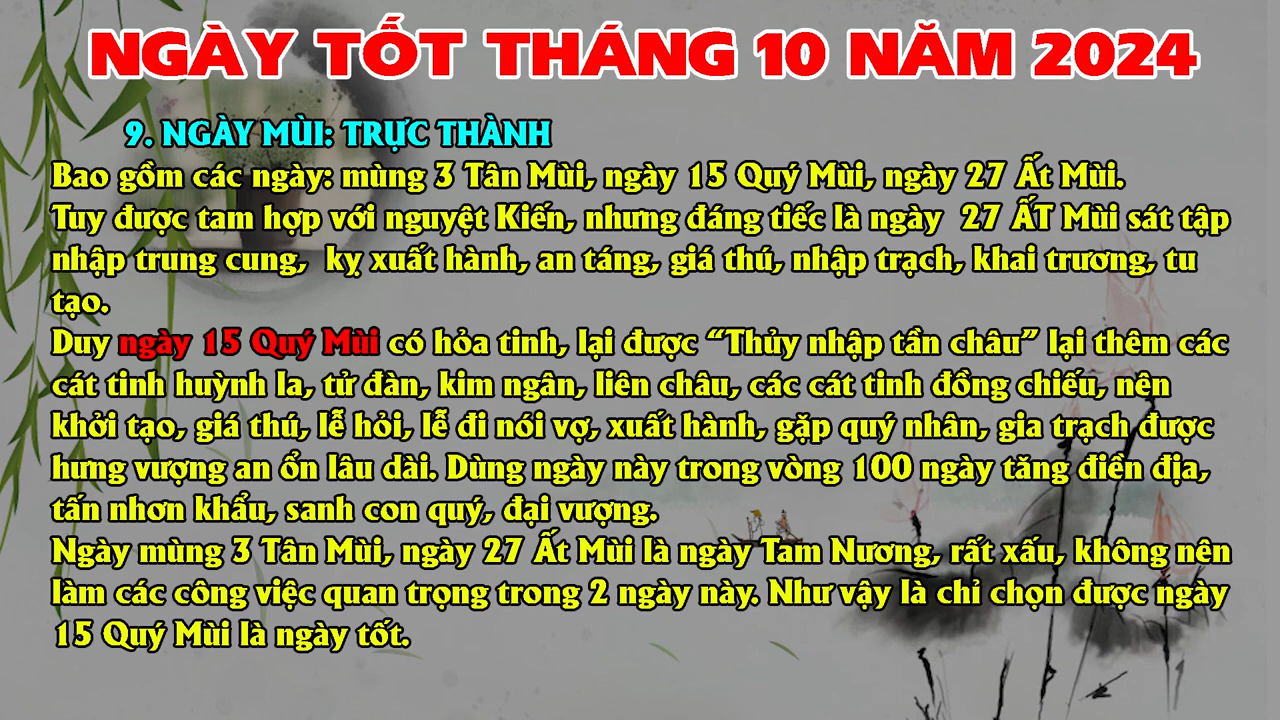 NGÀY TỐT THÁNG 10 NĂM 2024
9. NGÀY MÙI: TRỰC THÀNH
Bao gồm các ngày: mùng 3 Tân Mùi, ngày 15 Quý Mùi, ngày 27 Ất Mùi.
Tuy được tam hợp với nguyệt Kiến, nhưng đáng tiếc là ngày 27 ẤT Mùi sát tập
nhập trung cung, kỵ xuất hành, an táng, giá thú, nhập trạch, khai trương, tu
tạo.
Duy ngày 15 Quý Mùi có hỏa tinh, lại được “Thủy nhập tần châu” lại thêm các
cát tinh huỳnh la, tử đàn, kim ngân, liên châu, các cát tinh đồng chiếu, nên
khởi tạo, giá thú, lễ hỏi, lễ đi nói vợ, xuất hành, gặp quý nhân, gia trạch được
hưng vượng an ổn lâu dài. Dùng ngày này trong vòng 100 ngày tăng điền địa,
tấn nhơn khẩu, sanh con quý, đại vượng.
Ngày mùng 3 Tân Mùi, ngày 27 Ất Mùi là ngày Tam Nương, rất xấu, không nên
làm các công việc quan trọng trong 2 ngày này. Như vậy là chỉ chọn được ngày
15 Quý Mùi là ngày tốt.